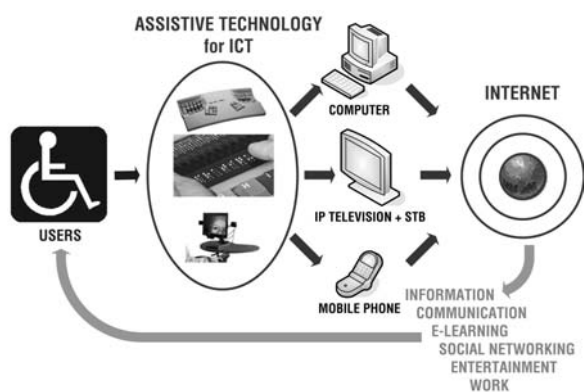 ASSISTIVE TECHNOLOGY
for ICT
COMPUTER
INTERNET
USERS
IP TELEVISION + STB
MOBILE PHONE
INFORMATION
COMMUNICATION
E-LEARNING
SOCIAL NETWORKING
ENTERTAINMENT
WORK